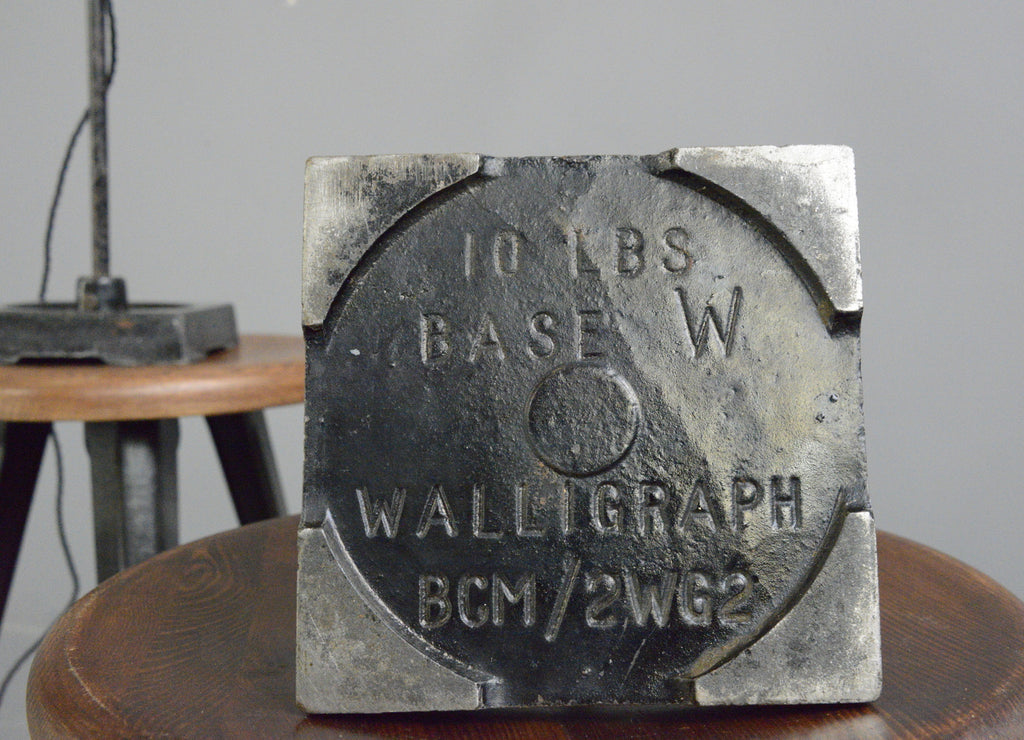 10 LBS
BASE W
WALLIGRAPH
BCM/2WG2